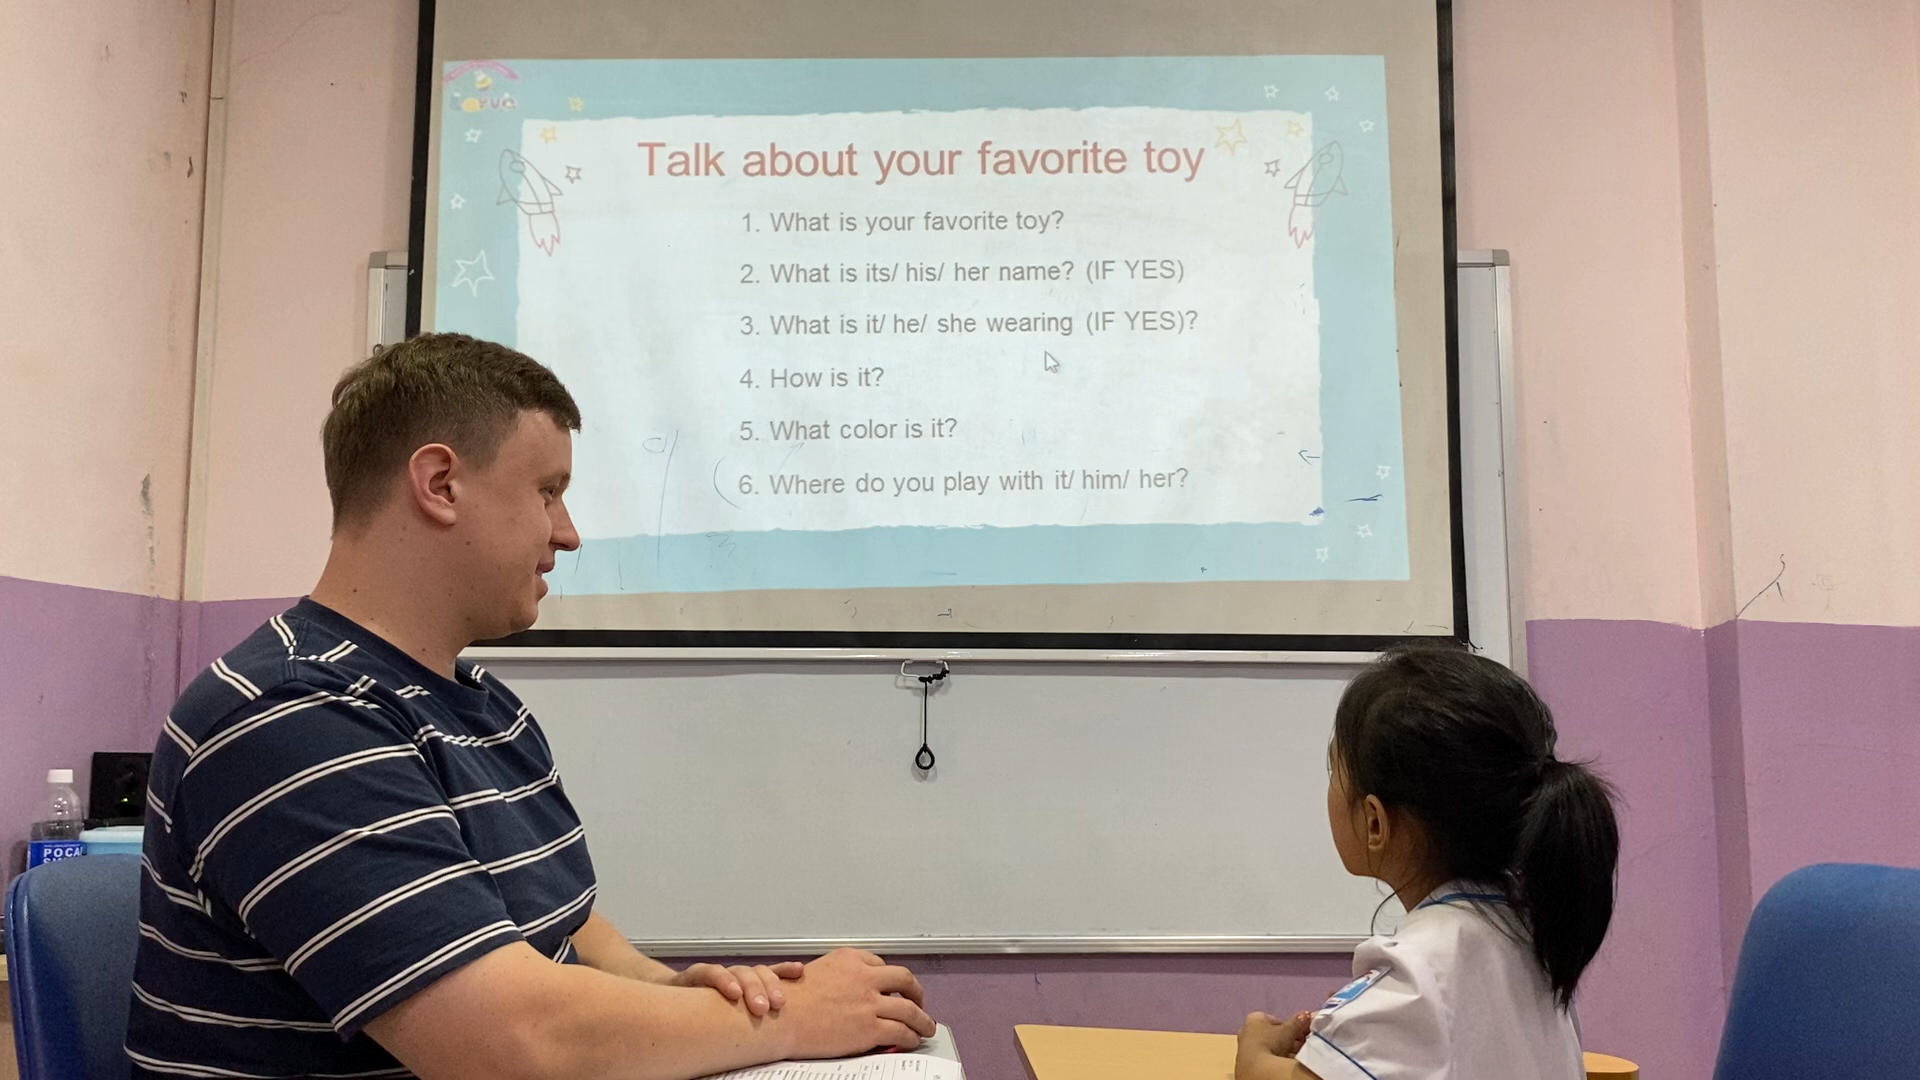 Talk about your favorite toy
1. What is your favorite toy?
2. What is its/ his/ her name? (IF YES)
3. What is it/ he/ she wearing (IF YES)?
4. How is it?
5. What color is it?
6. Where do you play with it/ him/ her?